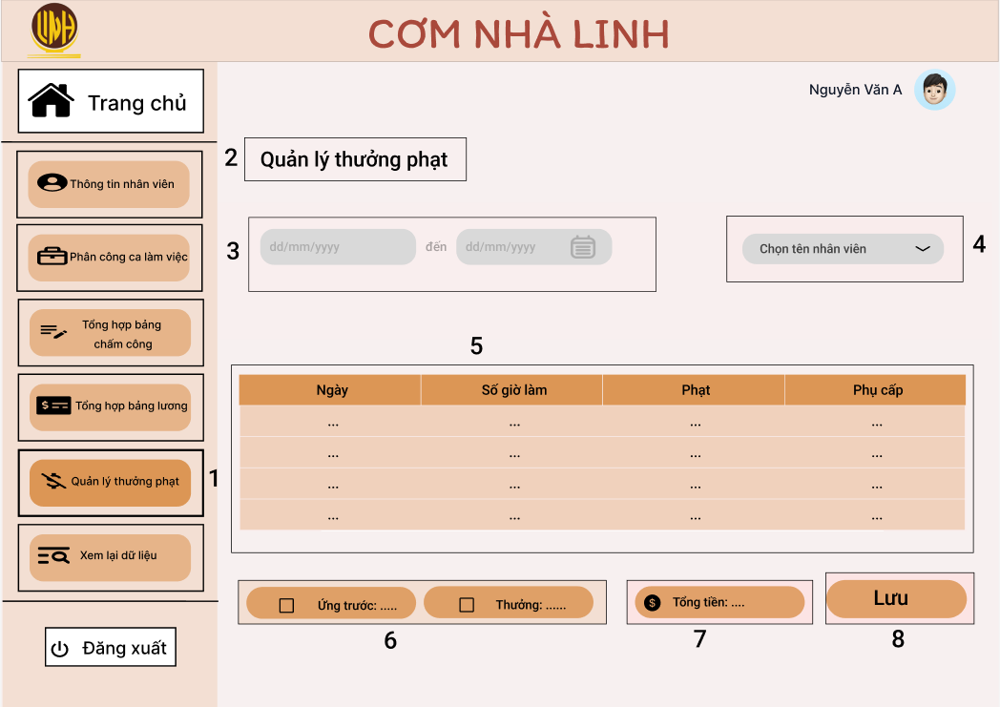 LINH
CƠM NHÀ LINH
Trang chủ
Nguyễn Văn A
Thông tin nhân viên
Phân công ca làm việc
Tổng hợp bảng
chấm công
Tổng hợp bảng lương
Quản lý thưởng phạt
1
Xem lại dữ liệu
Đăng xuất
2
Quản lý thưởng phạt
3
dd/mm/yyyy đến dd/mm/yyyy
Chọn tên nhân viên
4
5
Ngày Số giờ làm Phạt Phụ cấp
... ... ... ...
... ... ... ...
... ... ... ...
... ... ... ...
Ứng trước: ..... Thưởng: ......
$ Tổng tiền: ....
Lưu
6
7
8